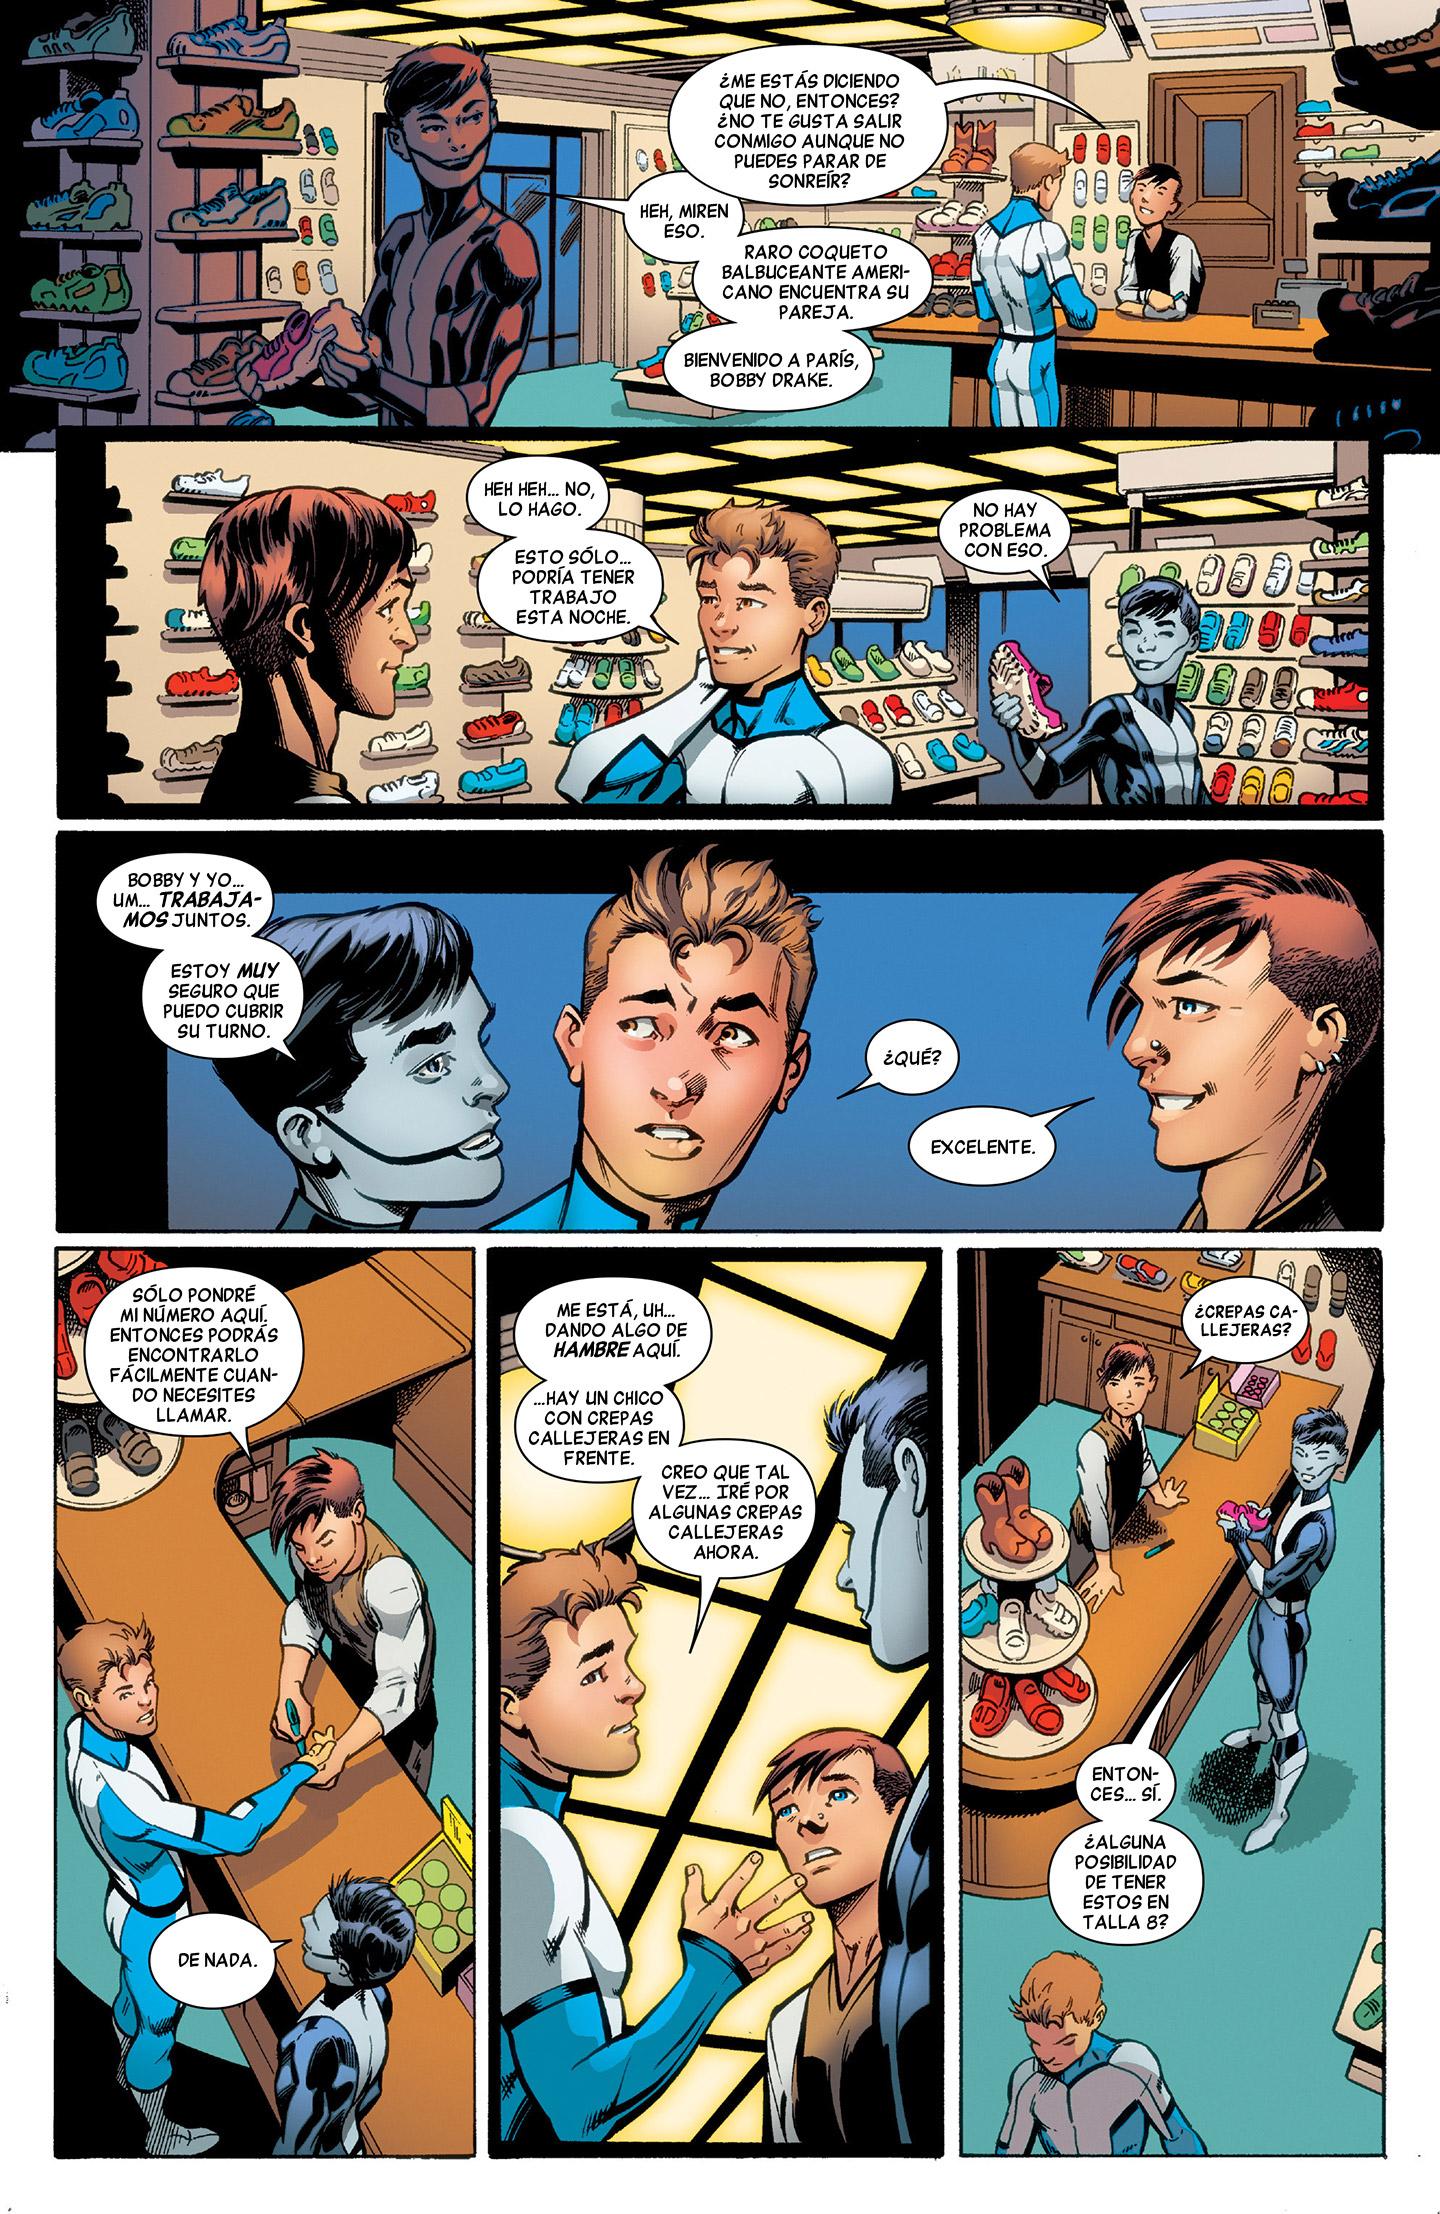 ¿ME ESTÁS DICIENDO
QUE NO, ENTONCES?
¿NO TE GUSTA SALIR
CONMIGO AUNQUE NO
PUEDES PARAR DE
SONREÍR?
HEH, MIREN
ESO.
RARO COQUETO
BALBUCEANTE AMERI-
CANO ENCUENTRA SU
PAREJA.
BIENVENIDO A PARÍS,
BOBBY DRAKE.
HEH HEH... NO,
LO HAGO.
ESTO SÓLO...
PODRÍA TENER
TRABAJO
ESTA NOCHE.
NO HAY
PROBLEMA
CON ESO.
BOBBY Y YO...
UM... TRABAJA-
MOS JUNTOS.
ESTOY MUY
SEGURO QUE
PUEDO CUBRIR
SU TURNO.
¿QUÉ?
EXCELENTE.
SÓLO PONDRÉ
MI NÚMERO AQUÍ.
ENTONCES PODRÁS
ENCONTRARLO
FÁCILMENTE CUAN-
DO NECESITES
LLAMAR.
DE NADA.
ME ESTÁ, UH...
DANDO ALGO DE
HAMBRE AQUÍ.
...HAY UN CHICO
CON CREPAS
CALLEJERAS EN
FRENTE.
CREO QUE TAL
VEZ... IRÉ POR
ALGUNAS CREPAS
CALLEJERAS
AHORA.
¿CREPAS CA-
LLEJERAS?
ENTON-
CES... SÍ.
¿ALGUNA
POSIBILIDAD
DE TENER
ESTOS EN
TALLA 8?